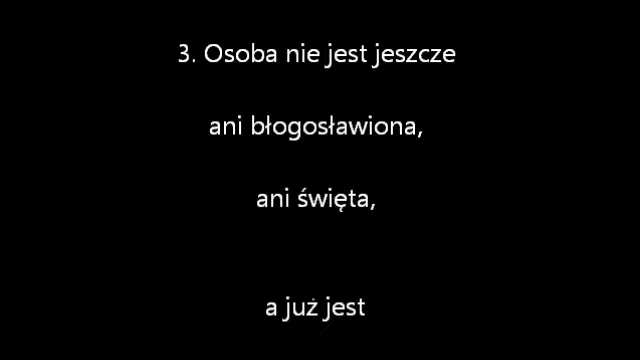 3. Osoba nie jest jeszcze
ani błogosławiona,
ani święta,
a już jest